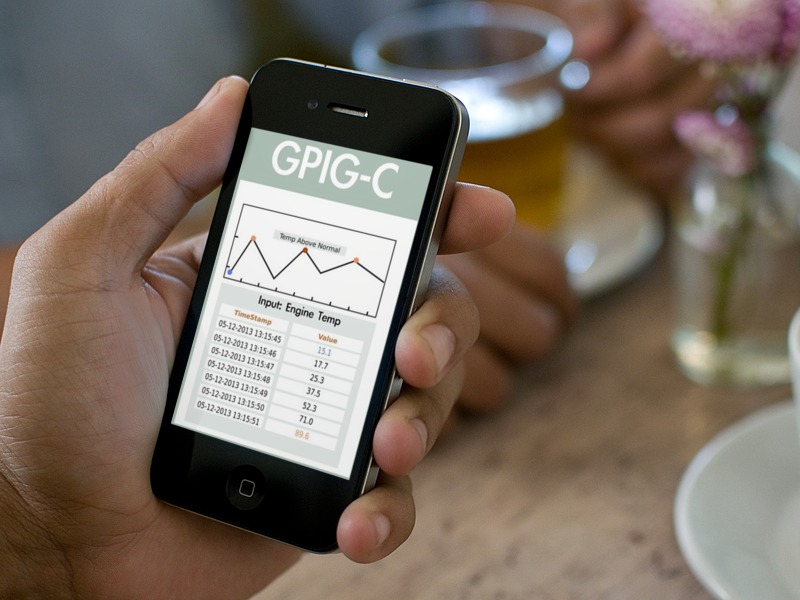 GPIG-C
Temp Above Normal
Input: Engine Temp
TimeStamp Value
05-12-2013 13:15:45 15.1
05-12-2013 13:15:46 17.7
05-12-2013 13:15:47 25.3
05-12-2013 13:15:48 37.5
05-12-2013 13:15:49 52.3
05-12-2013 13:15:50 71.0
05-12-2013 13:15:51 89.6